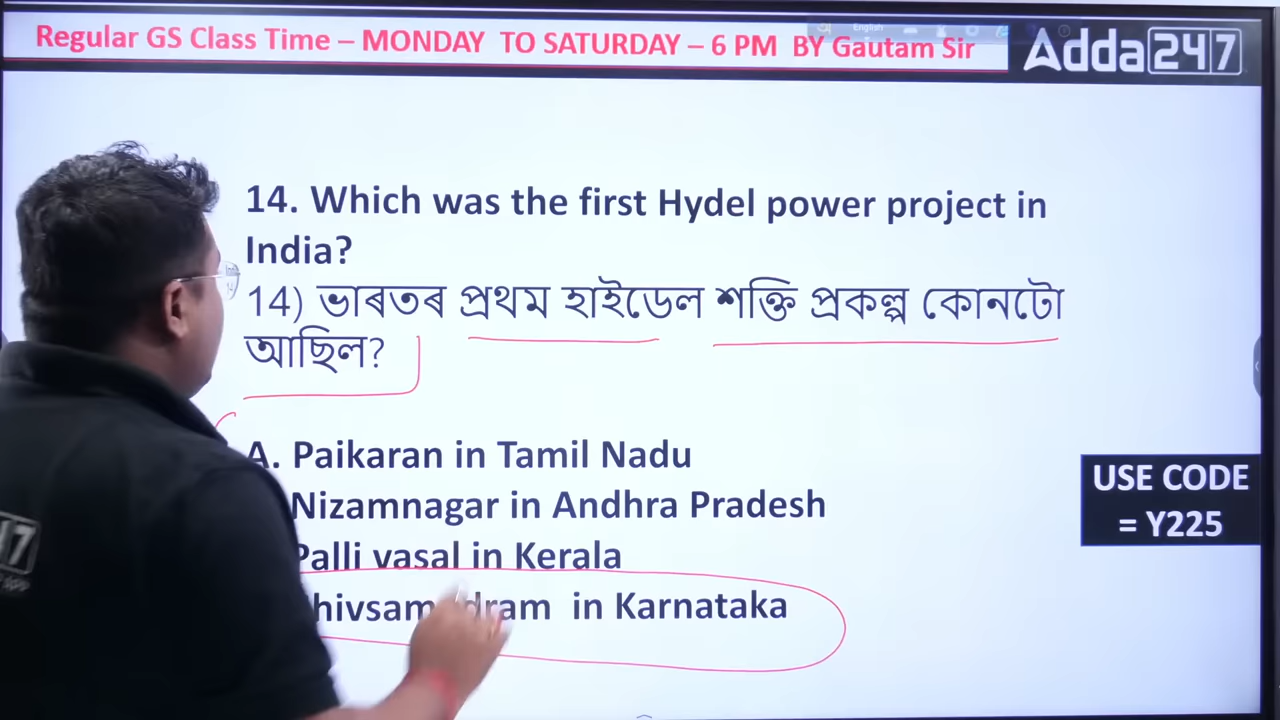 Regular GS Class Time – MONDAY TO SATURDAY – 6 PM BY Gautam Sir
Adda247
English
14. Which was the first Hydel power project in
India?
14) ভাৰতৰ প্ৰথম হাইডেল শক্তি প্ৰকল্প কোনটো
আছিল?
A. Paikaran in Tamil Nadu
Nizamnagar in Andhra Pradesh
Palli vasal in Kerala
in Karnataka
USE CODE
= Y225